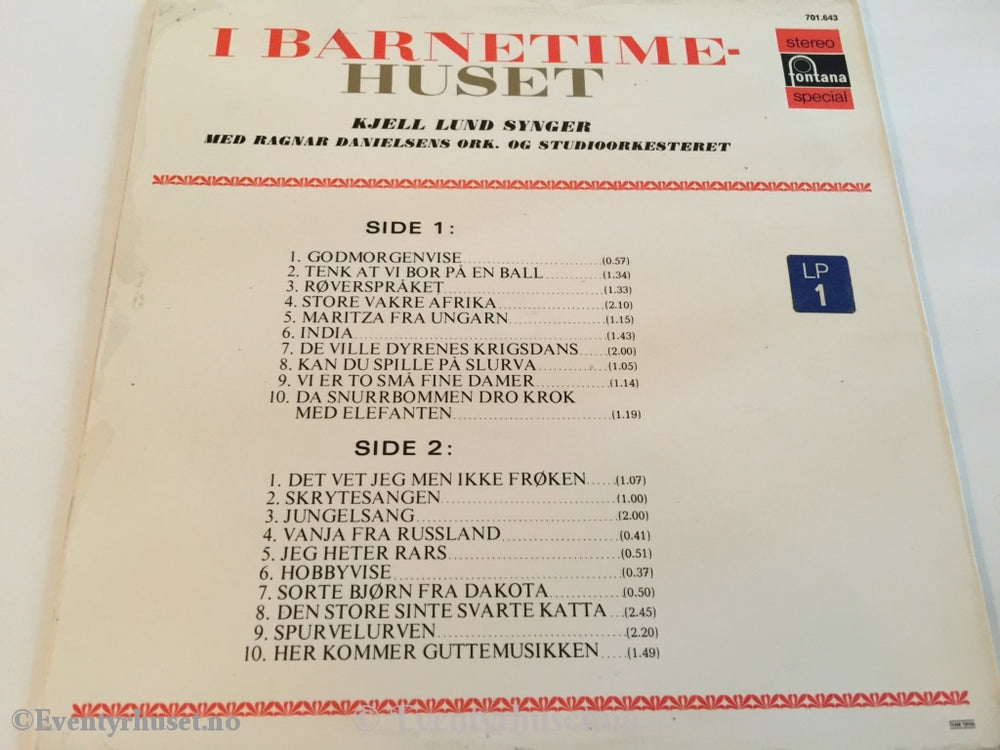 701.643
I BARNETIME-
HUSET
stereo
fontana
special
KJELL LUND SYNGER
MED RAGNAR DANIELSENS ORK. OG STUDIOORKESTERET
SIDE 1:
1. GODMORGENVISE (0.57)
2. TENK AT VI BOR PÅ EN BALL (1.34)
3. RØVERSPRÅKET (1.33)
4. STORE VAKRE AFRIKA (2.10)
5. MARITZA FRA UNGARN (1.15)
6. INDIA (1.43)
7. DE VILLE DYRENES KRIGSDANS (2.00)
8. KAN DU SPILLE PÅ SLURVA (1.05)
9. VI ER TO SMÅ FINE DAMER (1.14)
10. DA SNURRBOMMEN DRO KROK
MED ELEFANTEN (1.19)
LP
1
SIDE 2:
1. DET VET JEG MEN IKKE FRØKEN (1.07)
2. SKRYTESANGEN (1.00)
3. JUNGELSANG (2.00)
4. VANJA FRA RUSSLAND (0.41)
5. JEG HETER RARS (0.51)
6. HOBBYVISE (0.37)
7. SORTE BJØRN FRA DAKOTA (0.50)
8. DEN STORE SINTE SVARTE KATTA (2.45)
9. SPURVELURVEN (2.20)
10. HER KOMMER GUTTEMUSIKKEN (1.49)
©Eventyrhuset.no
©Eventyrhuset.no